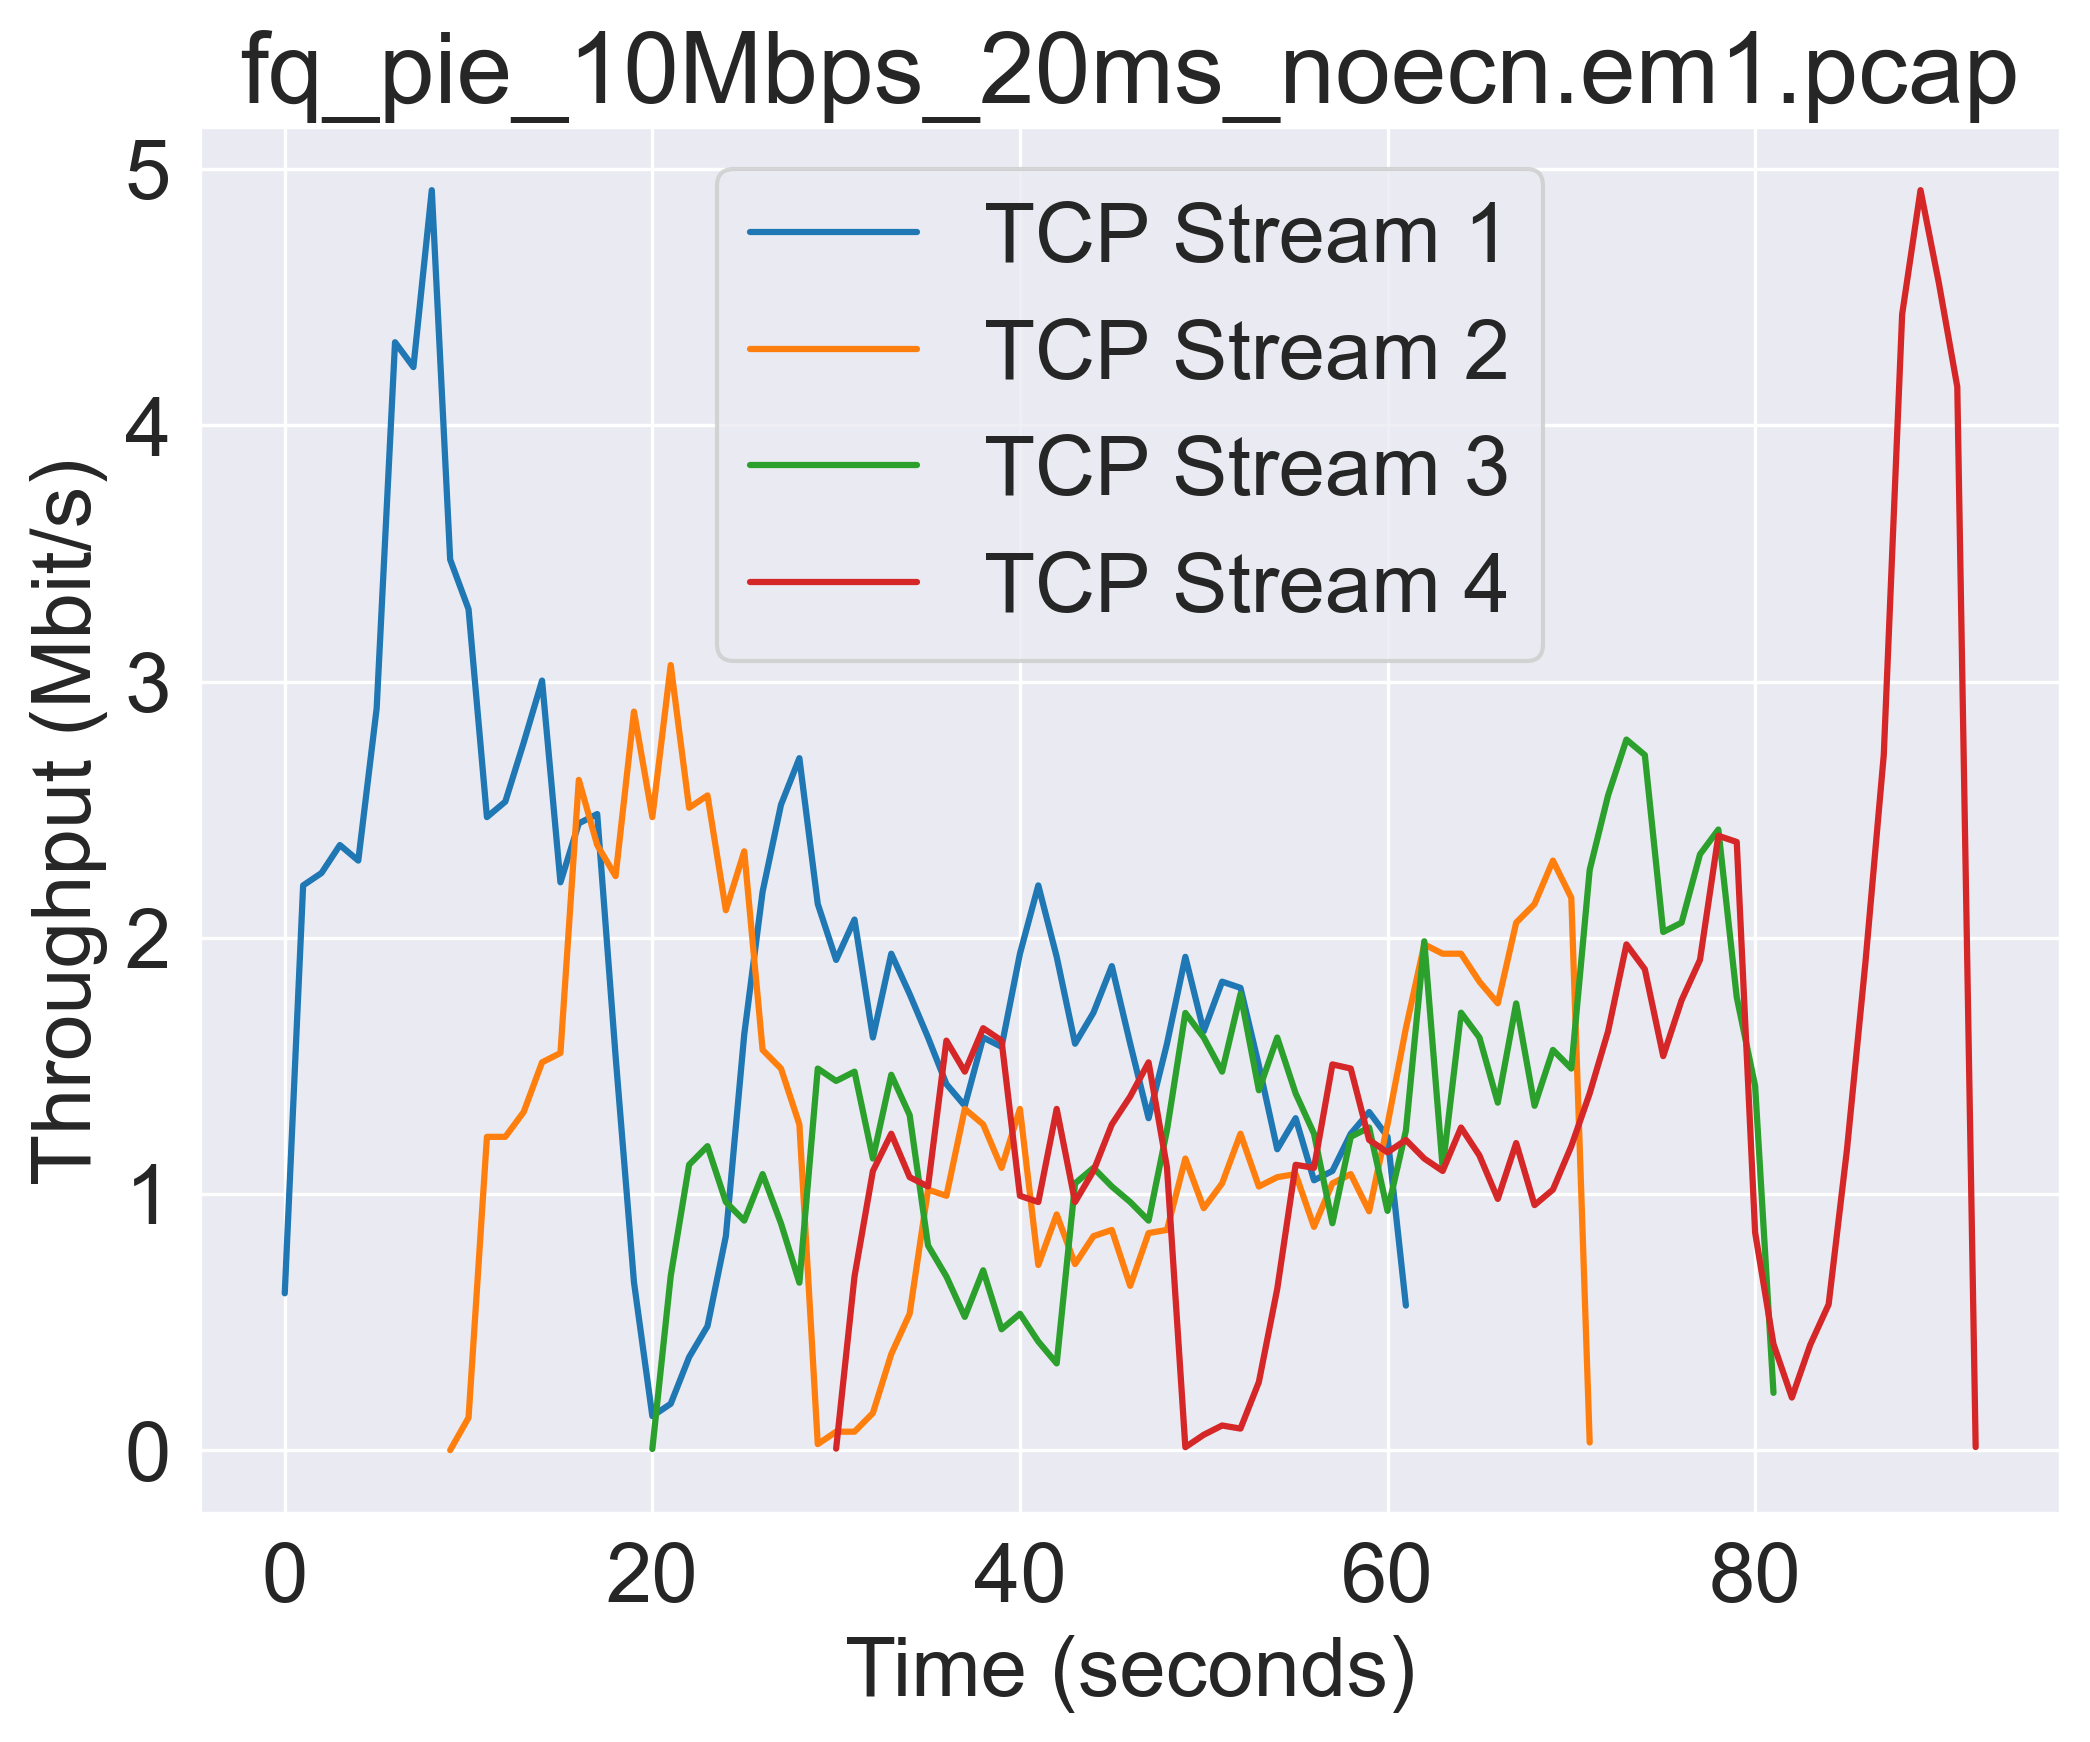 fq_pie_10Mbps_20ms_noecn.em1.pcap
Throughput (Mbit/s)
5
4
3
2
1
0
TCP Stream 1
TCP Stream 2
TCP Stream 3
TCP Stream 4
0 20 40 60 80
Time (seconds)